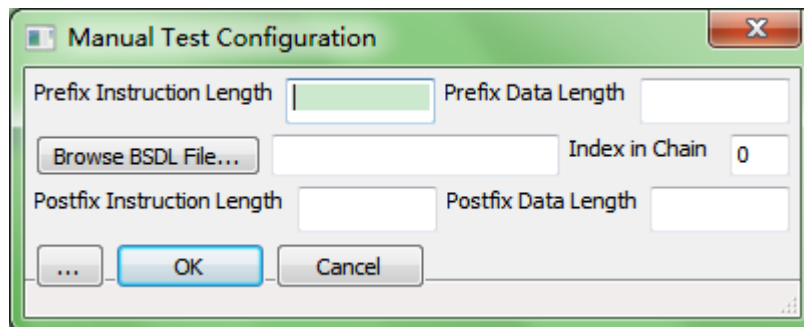 Manual Test Configuration
Prefix Instruction Length Prefix Data Length
Browse BSDL File... Index in Chain 0
Postfix Instruction Length Postfix Data Length
... OK Cancel